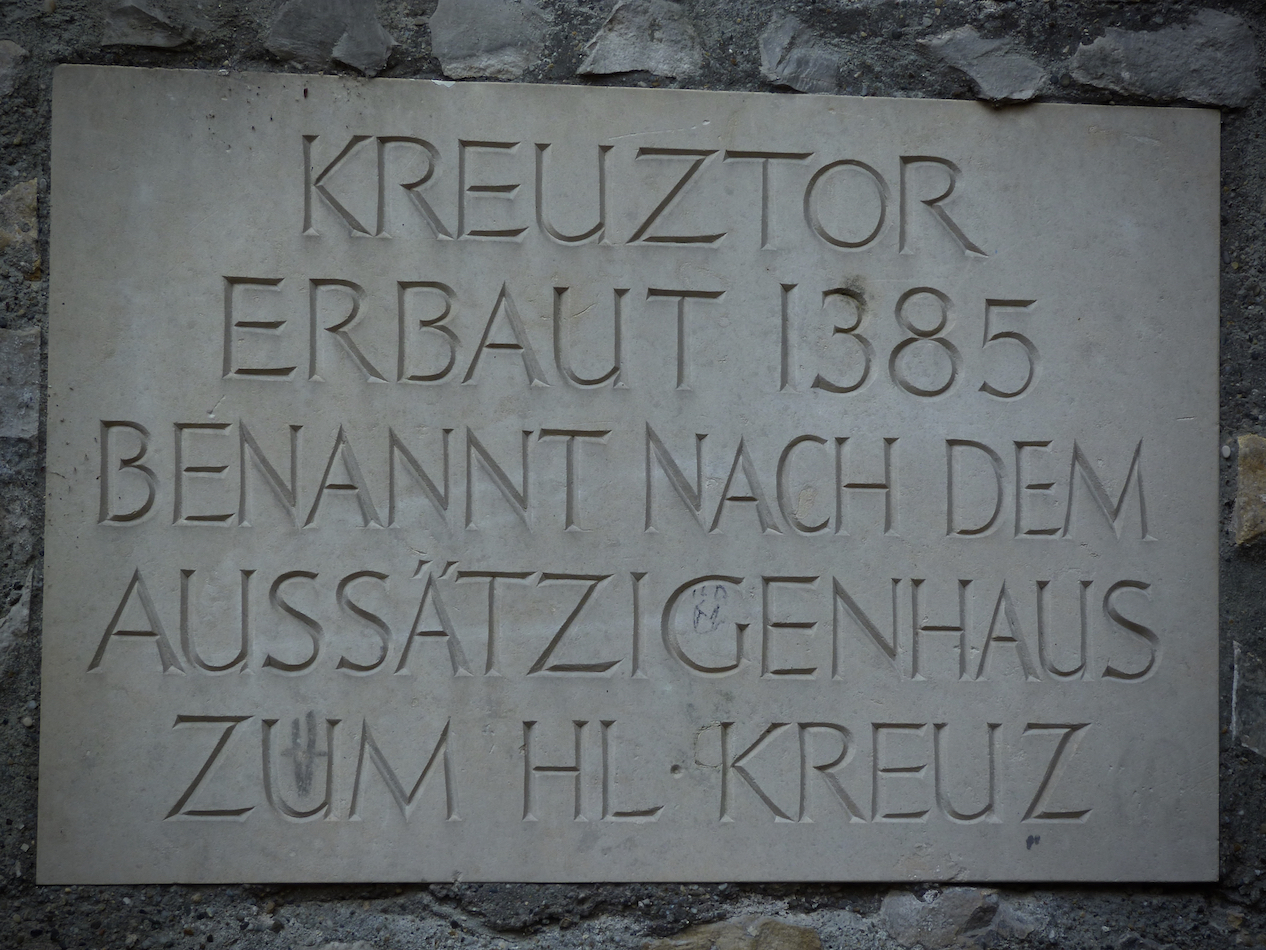 KREUZTOR
ERBAUT 1385
BENANNT NACH DEM
AUSSÄTZIGENHAUS
ZUM HL · KREUZ